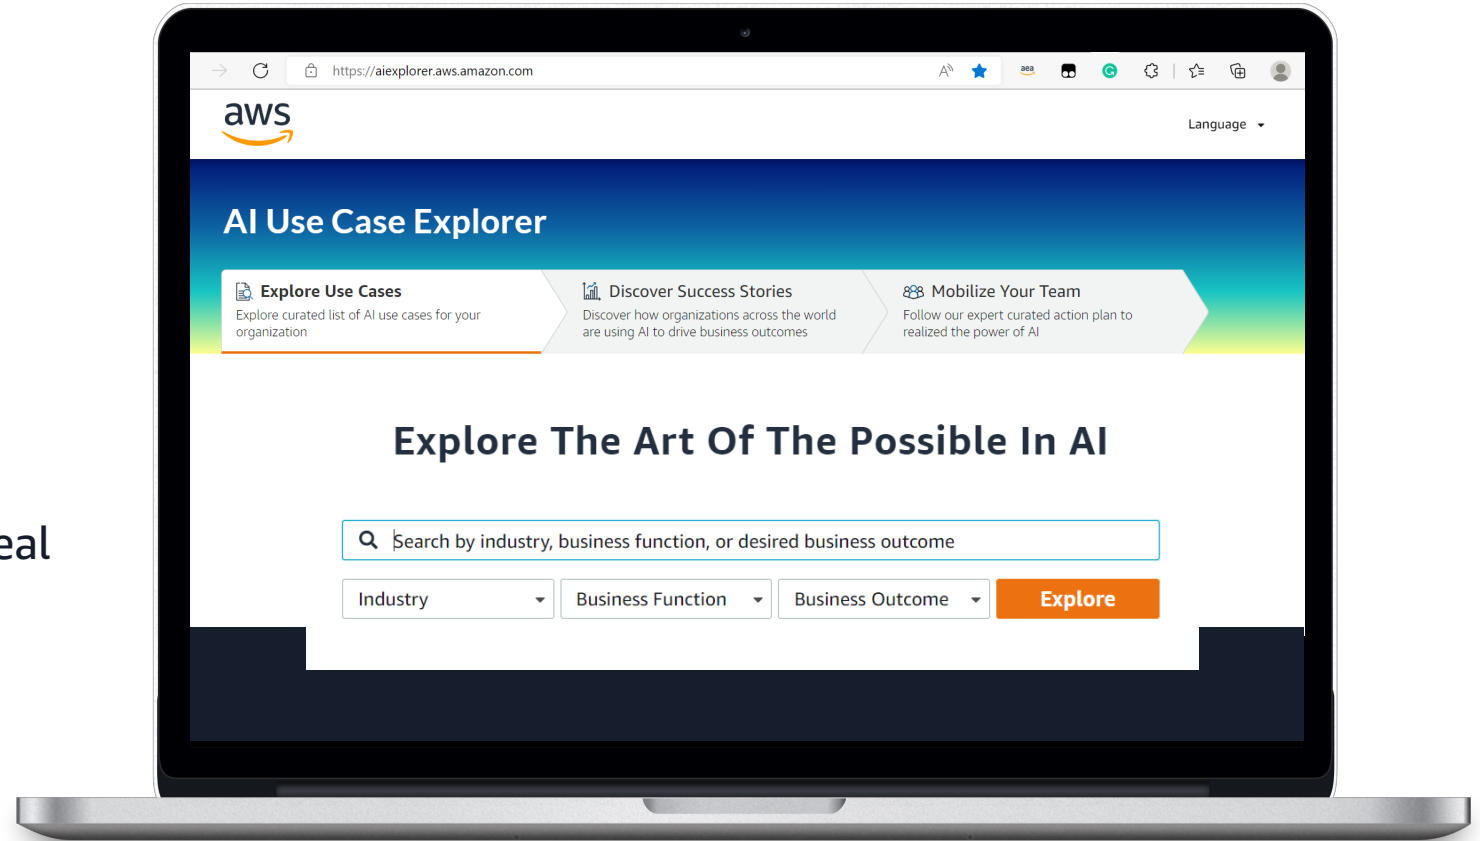 https://aiexplorer.aws.amazon.com
aea
aws
Language
AI Use Case Explorer
Explore Use Cases
Explore curated list of AI use cases for your
organization
Discover Success Stories
Discover how organizations across the world
are using AI to drive business outcomes
Mobilize Your Team
Follow our expert curated action plan to
realized the power of AI
Explore The Art Of The Possible In AI
Search by industry, business function, or desired business outcome
eal
Industry
Business Function
Business Outcome
Explore